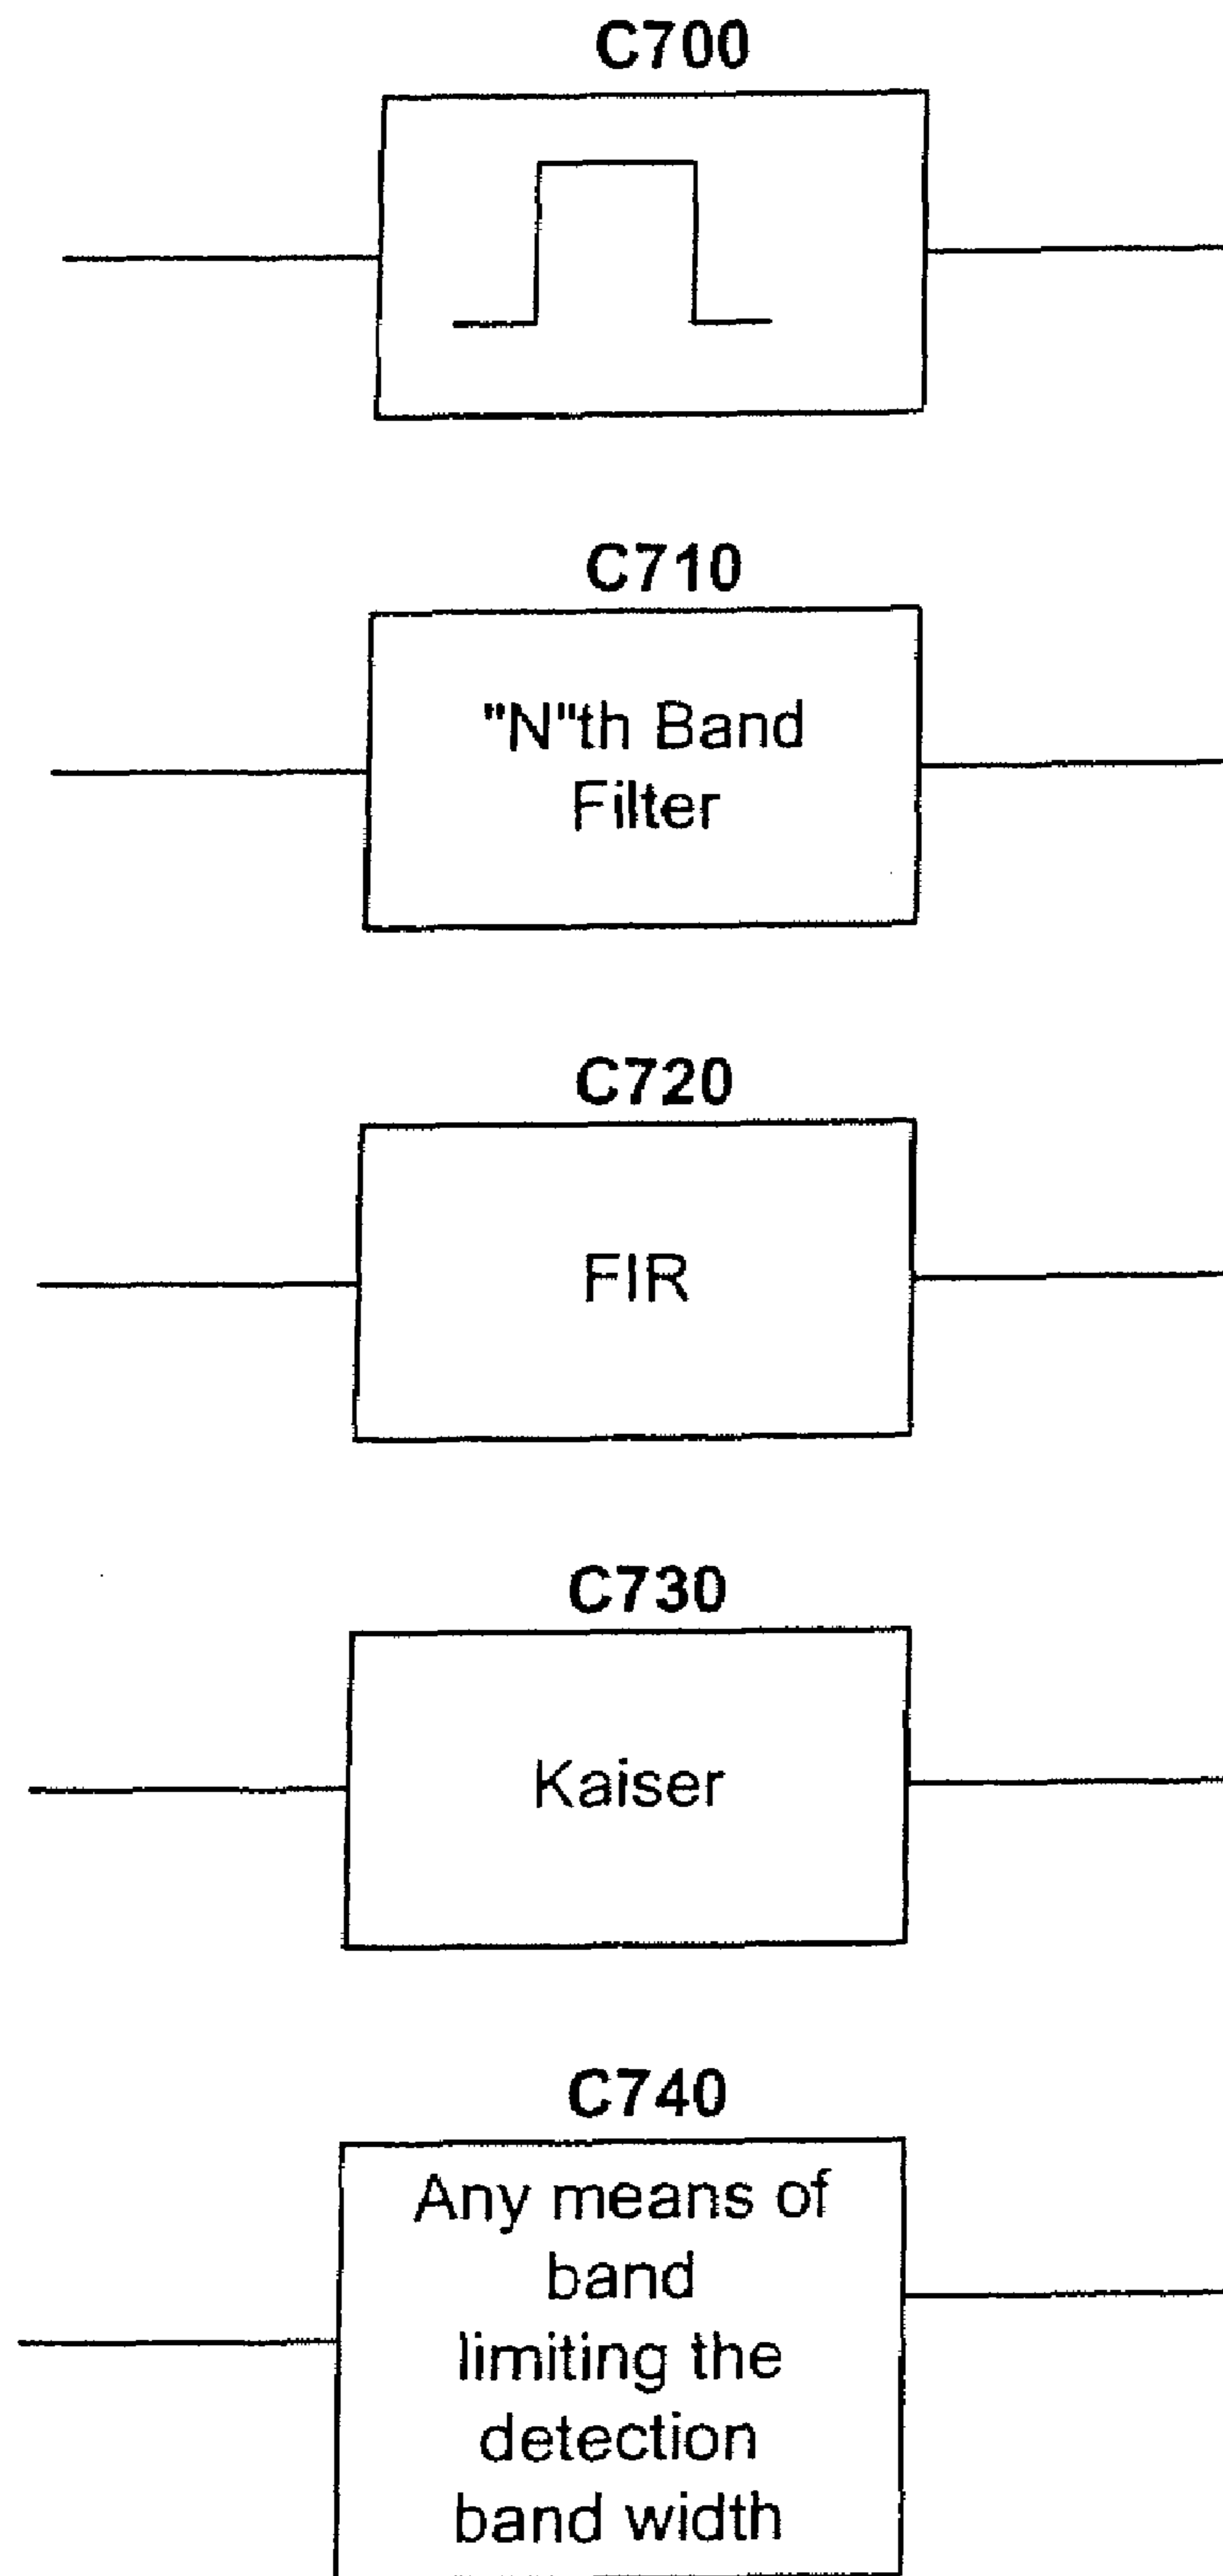 C700
C710
"N"th Band
Filter
C720
FIR
C730
Kaiser
C740
Any means of
band
limiting the
detection
band width